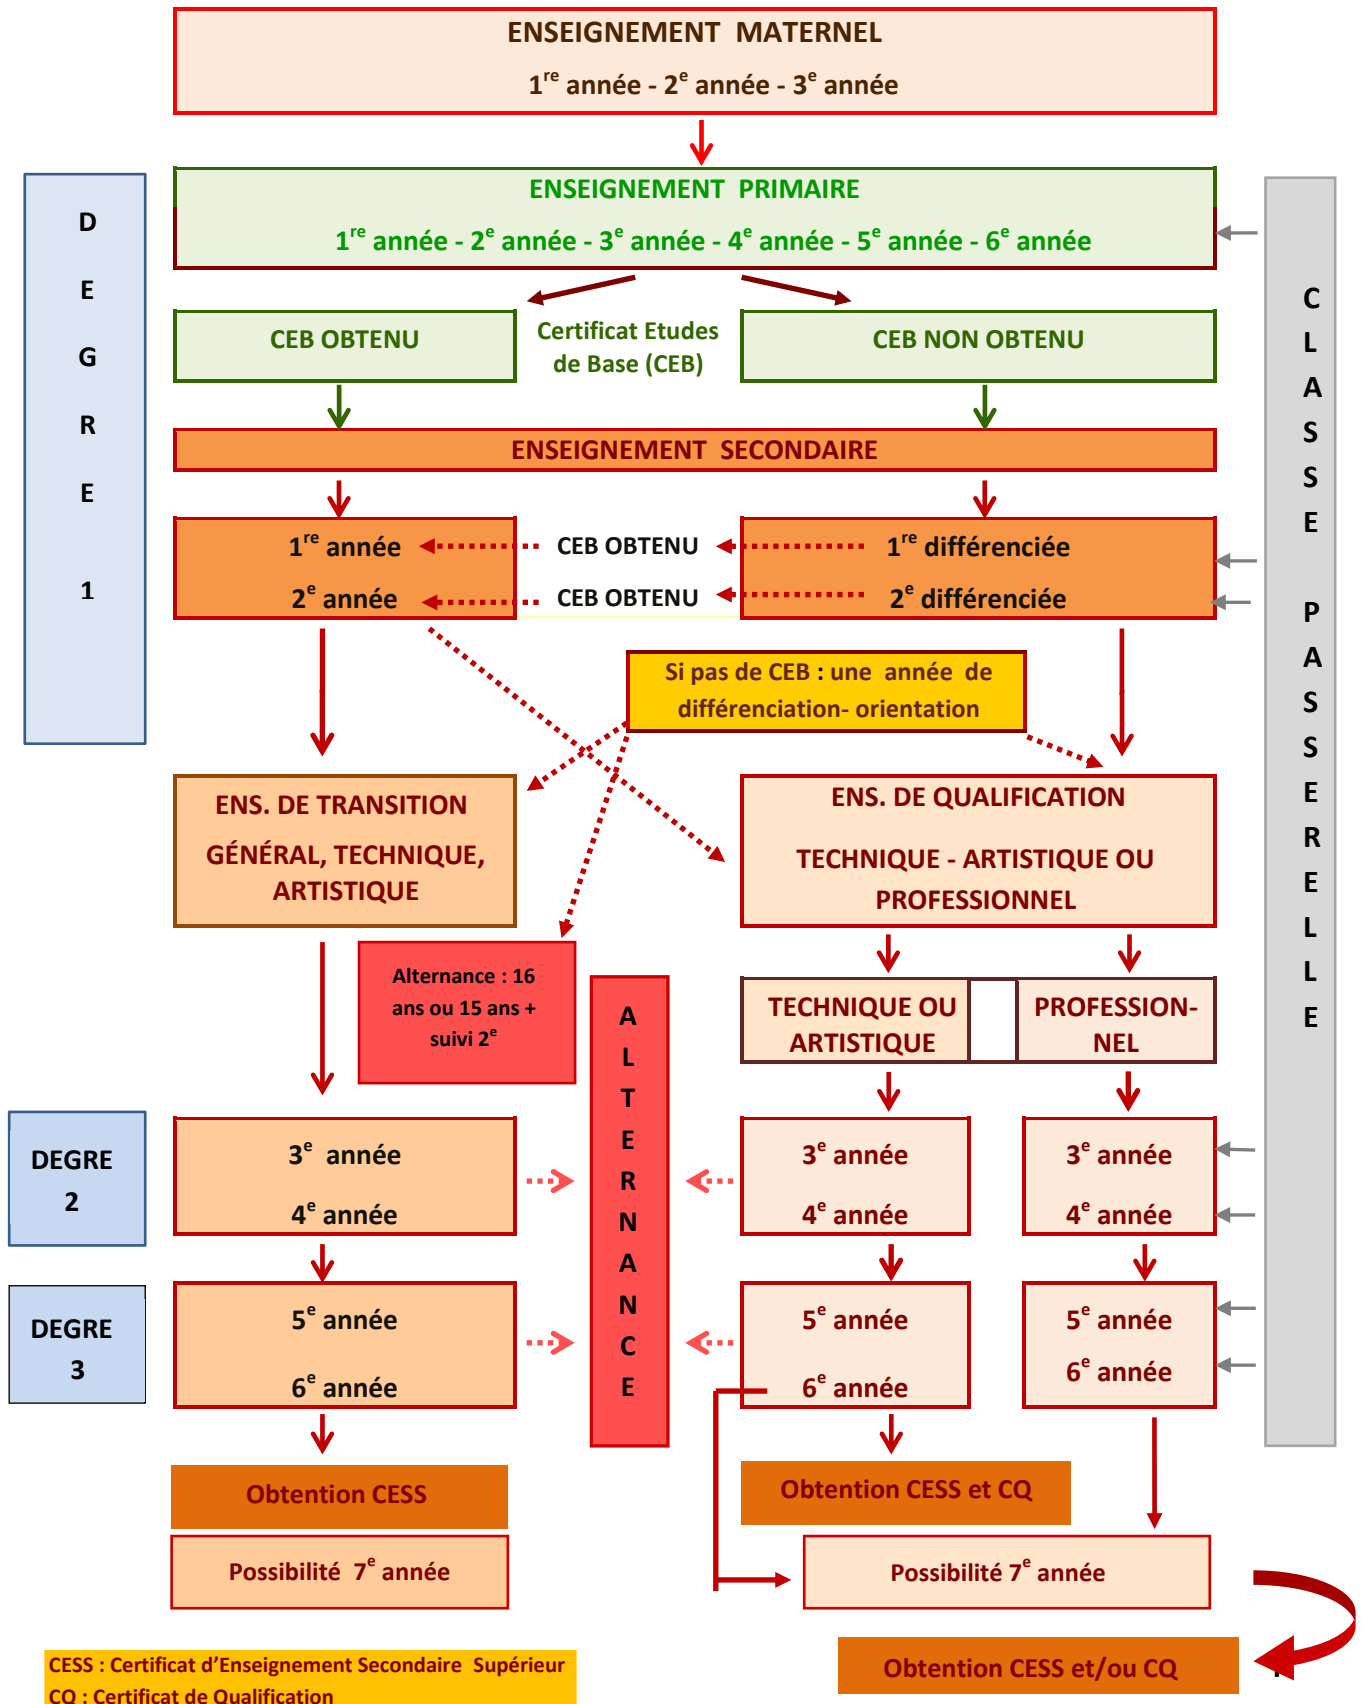 ENSEIGNEMENT  MATERNEL
1re année - 2e année - 3e année
DEGRE 1
ENSEIGNEMENT  PRIMAIRE
1re année - 2e année - 3e année - 4e année - 5e année - 6e année
CLASSE PASSERELLE
CEB OBTENU
Certificat Etudes
de Base (CEB)
CEB NON OBTENU
ENSEIGNEMENT  SECONDAIRE
1re année
CEB OBTENU
1re différenciée
2e année
CEB OBTENU
2e différenciée
Si pas de CEB : une  année  de
différenciation- orientation
ENS. DE TRANSITION
GÉNÉRAL, TECHNIQUE,
ARTISTIQUE
ENS. DE QUALIFICATION
TECHNIQUE - ARTISTIQUE OU
PROFESSIONNEL
Alternance : 16
ans ou 15 ans +
suivi 2e
ALTERNANCE
TECHNIQUE OU
ARTISTIQUE
PROFESSION-
NEL
DEGRE
2
3e  année
4e année
3e année
4e année
3e année
4e année
DEGRE
3
5e année
6e année
5e année
6e année
5e année
6e année
Obtention CESS
Obtention CESS et CQ
Possibilité  7e année
Possibilité 7e année
CESS : Certificat d’Enseignement Secondaire  Supérieur
CQ : Certificat de Qualification
Obtention CESS et/ou CQ